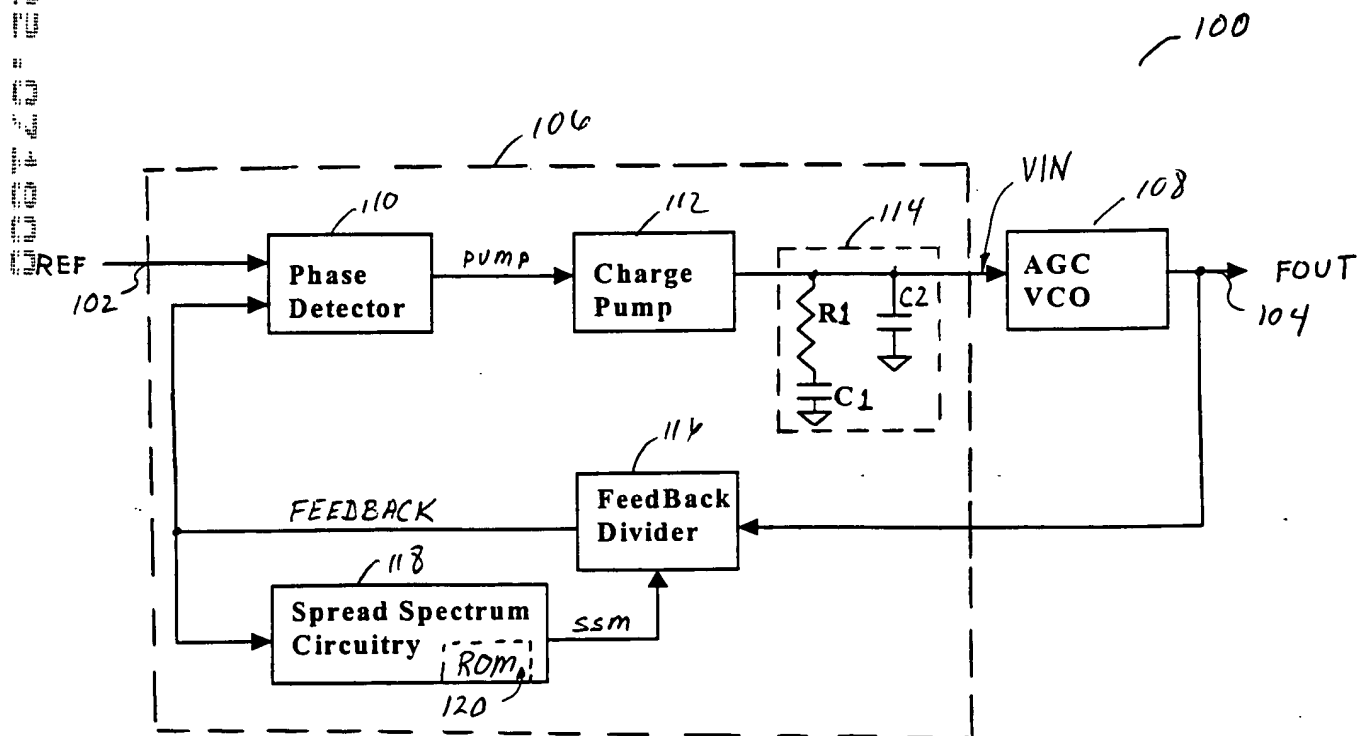 100
106
VIN
108
110
112
114
REF
102
Phase
Detector
PUMP
Charge
Pump
R1
C2
C1
AGC
VCO
FOUT
104
116
FEEDBACK
FeedBack
Divider
118
Spread Spectrum
Circuitry
ROM
120
SSM